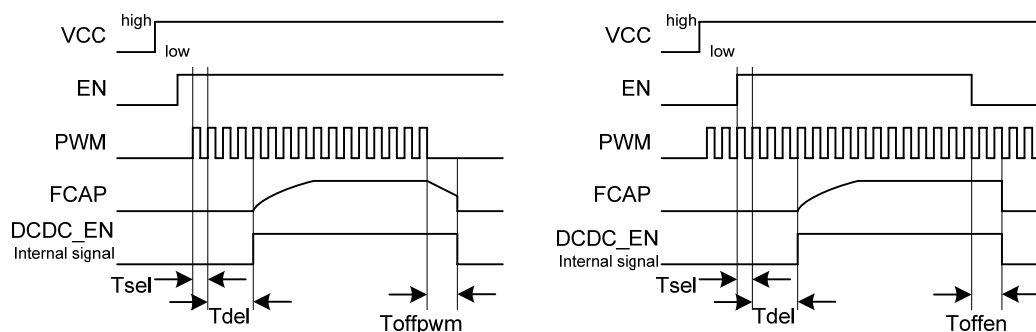 VCC
high
low
EN
PWM
FCAP
DCDC_EN
Internal signal
Tsel
Tdel
Toffpwm
VCC
high
low
EN
PWM
FCAP
DCDC_EN
Internal signal
Tsel
Tdel
Toffen